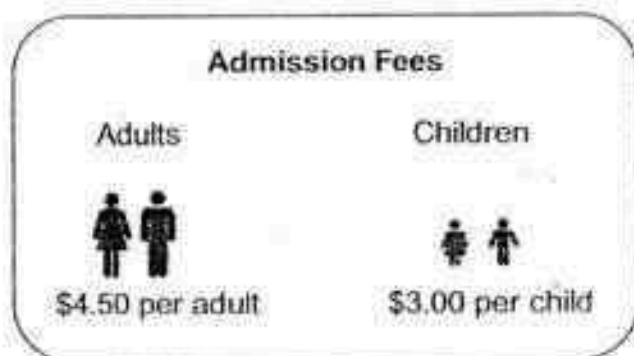 Admission Fees
Adults Children
$4.50 per adult $3.00 per child